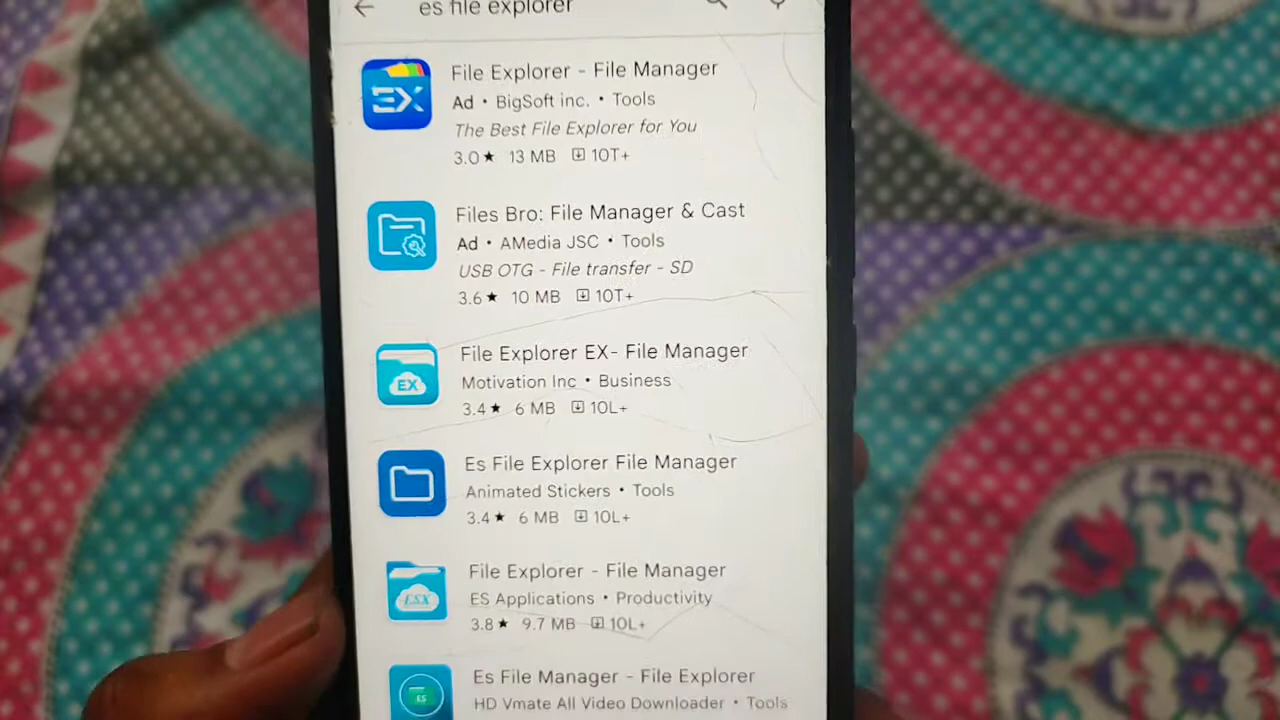 es file explorer
File Explorer - File Manager
EX
Ad • BigSoft inc. • Tools
The Best File Explorer for You
3.0★ 13 MB 10T+
Files Bro: File Manager & Cast
Ad • AMedia JSC • Tools
USB OTG - File transfer - SD
3.6★ 10 MB 10T+
File Explorer EX- File Manager
EX
Motivation Inc • Business
3.4★ 6 MB 10L+
Es File Explorer File Manager
Animated Stickers • Tools
3.4★ 6 MB 10L+
File Explorer - File Manager
ESX
ES Applications • Productivity
3.8★ 9.7 MB 10L+
Es File Manager - File Explorer
ES
HD Vmate All Video Downloader • Tools